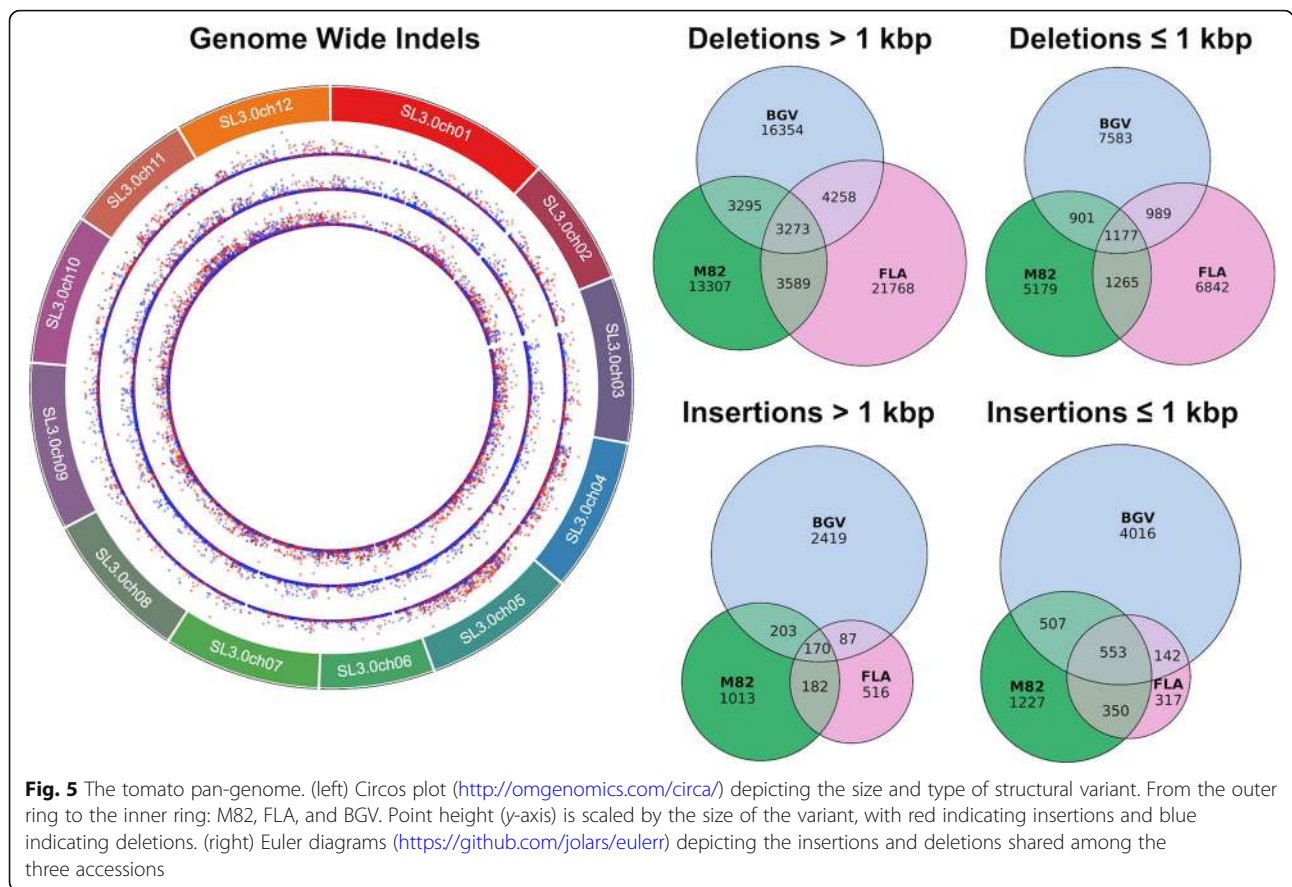 Genome Wide Indels
SL3.0ch01
SL3.0ch02
SL3.0ch03
SL3.0ch04
SL3.0ch05
SL3.0ch06
SL3.0ch07
SL3.0ch08
SL3.0ch09
SL3.0ch10
SL3.0ch11
SL3.0ch12
Deletions > 1 kbp
BGV
16354
3295
4258
3273
M82
13307
3589
FLA
21768
Deletions ≤ 1 kbp
BGV
7583
901
989
1177
M82
5179
1265
FLA
6842
Insertions > 1 kbp
BGV
2419
203
87
170
M82
1013
182
FLA
516
Insertions ≤ 1 kbp
BGV
4016
507
553
142
M82
1227
350
FLA
317
Fig. 5 The tomato pan-genome. (left) Circos plot (http://omgenomics.com/circa/) depicting the size and type of structural variant. From the outer
ring to the inner ring: M82, FLA, and BGV. Point height (y-axis) is scaled by the size of the variant, with red indicating insertions and blue
indicating deletions. (right) Euler diagrams (https://github.com/jolars/eulerr) depicting the insertions and deletions shared among the
three accessions